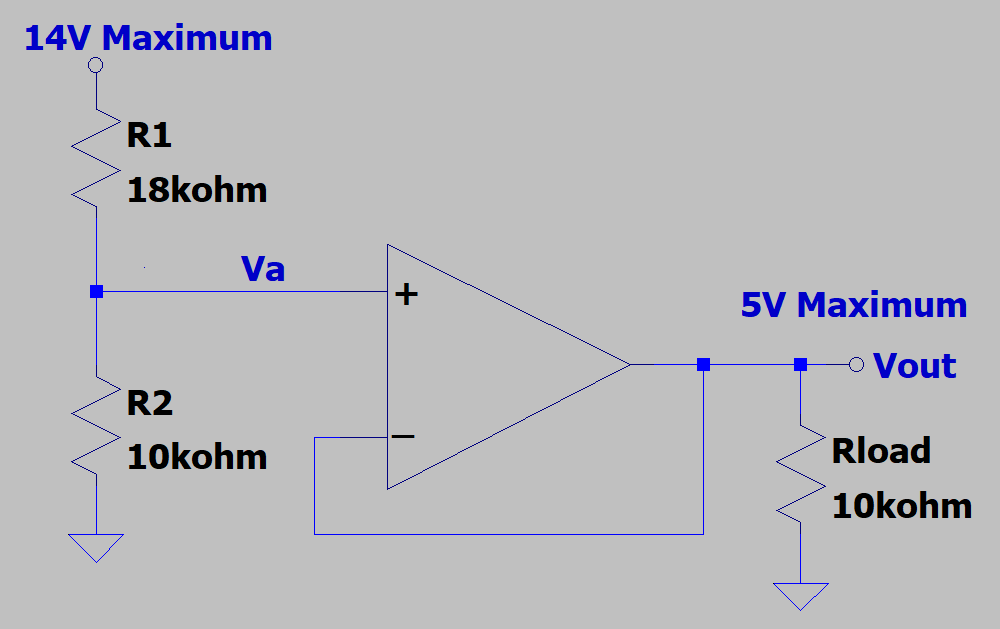 14V Maximum
R1
18kohm
Va
+
5V Maximum
Vout
R2
10kohm
−
Rload
10kohm